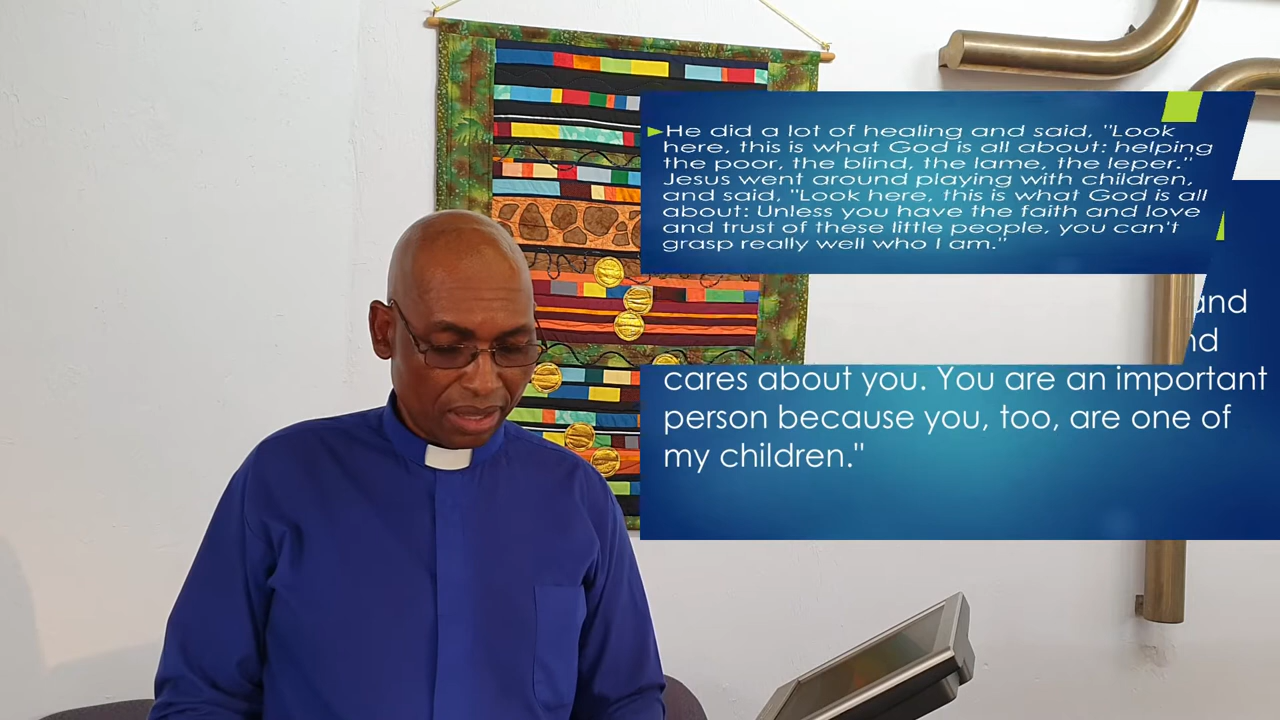 He did a lot of healing and said, "Look
here, this is what God is all about: helping
the poor, the blind, the lame, the leper."
Jesus went around playing with children,
and said, "Look here, this is what God is all
about: Unless you have the faith and love
and trust of these little people, you can't
grasp really well who I am."
and
cares about you. You are an important
person because you, too, are one of
my children."